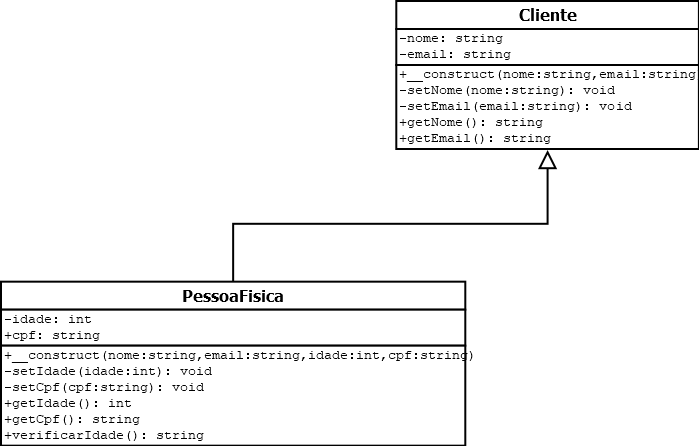 Cliente
-nome: string
-email: string
+__construct(nome:string,email:string
-setNome(nome:string): void
-setEmail(email:string): void
+getNome(): string
+getEmail(): string
PessoaFisica
-idade: int
+cpf: string
+__construct(nome:string,email:string,idade:int,cpf:string)
-setIdade(idade:int): void
-setCpf(cpf:string): void
+getIdade(): int
+getCpf(): string
+verificarIdade(): string